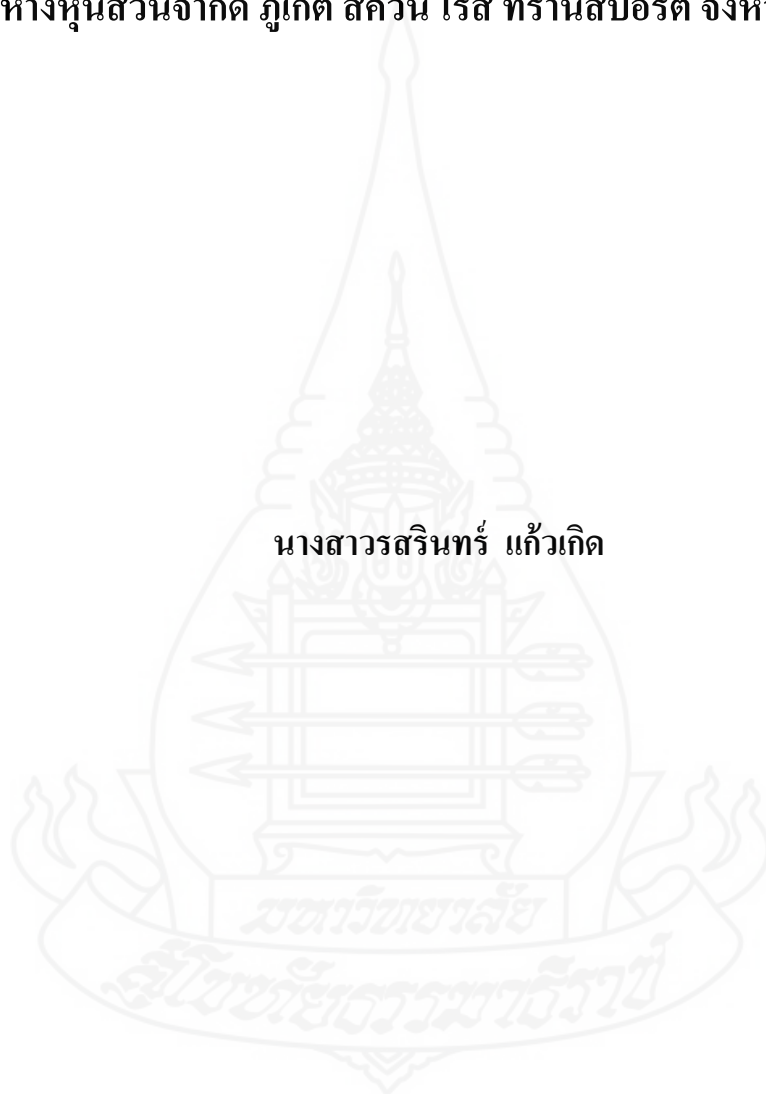 ห้างหุ้นส่วนจำกัด ภูเก็ต สควีน โรส ทรานสปอร์ต
นางสาวรสรินทร์ แก้วเกิด
มหาวิทยาลัย
สุโขทัยธรรมาธิราช